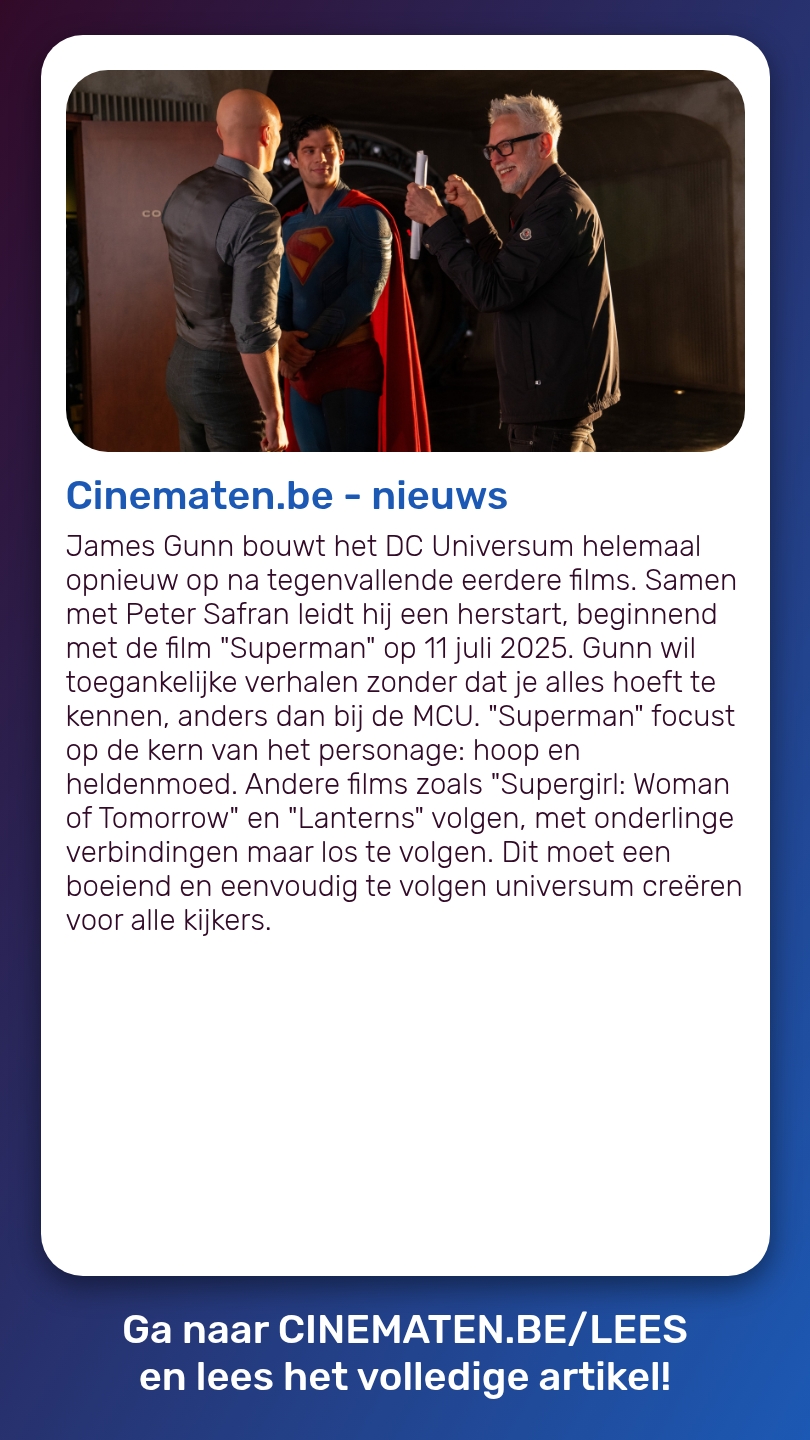 CO
Cinematen.be - nieuws
James Gunn bouwt het DC Universum helemaal
opnieuw op na tegenvallende eerdere films. Samen
met Peter Safran leidt hij een herstart, beginnend
met de film "Superman" op 11 juli 2025. Gunn wil
toegankelijke verhalen zonder dat je alles hoeft te
kennen, anders dan bij de MCU. "Superman" focust
op de kern van het personage: hoop en
heldenmoed. Andere films zoals "Supergirl: Woman
of Tomorrow" en "Lanterns" volgen, met onderlinge
verbindingen maar los te volgen. Dit moet een
boeiend en eenvoudig te volgen universum creëren
voor alle kijkers.
Ga naar CINEMATEN.BE/LEES
en lees het volledige artikel!